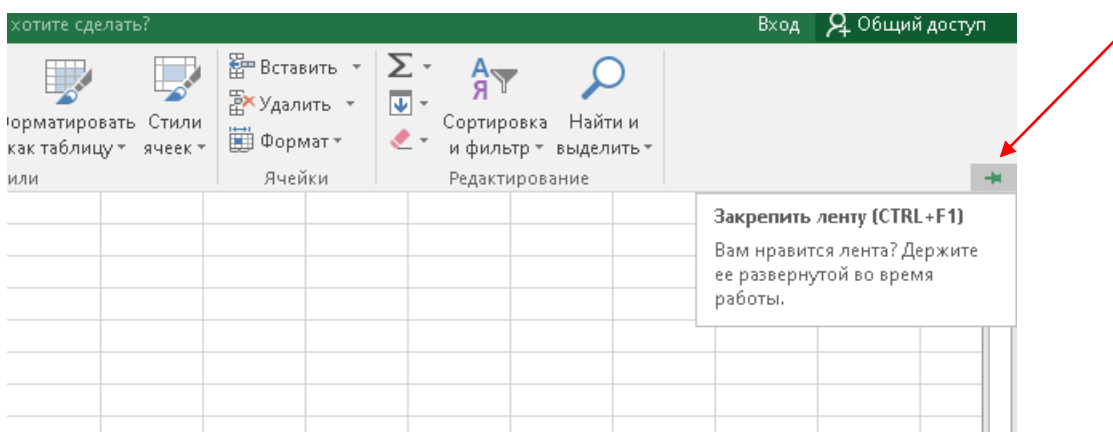 хотите сделать?
Вход
Общий доступ
Вставить
Удалить
Формат
орматировать
как таблицу
Стили
ячеек
Сортировка
и фильтр
Найти и
выделить
или
Ячейки
Редактирование
Закрепить ленту (CTRL+F1)
Вам нравится лента? Держите
ее развернутой во время
работы.